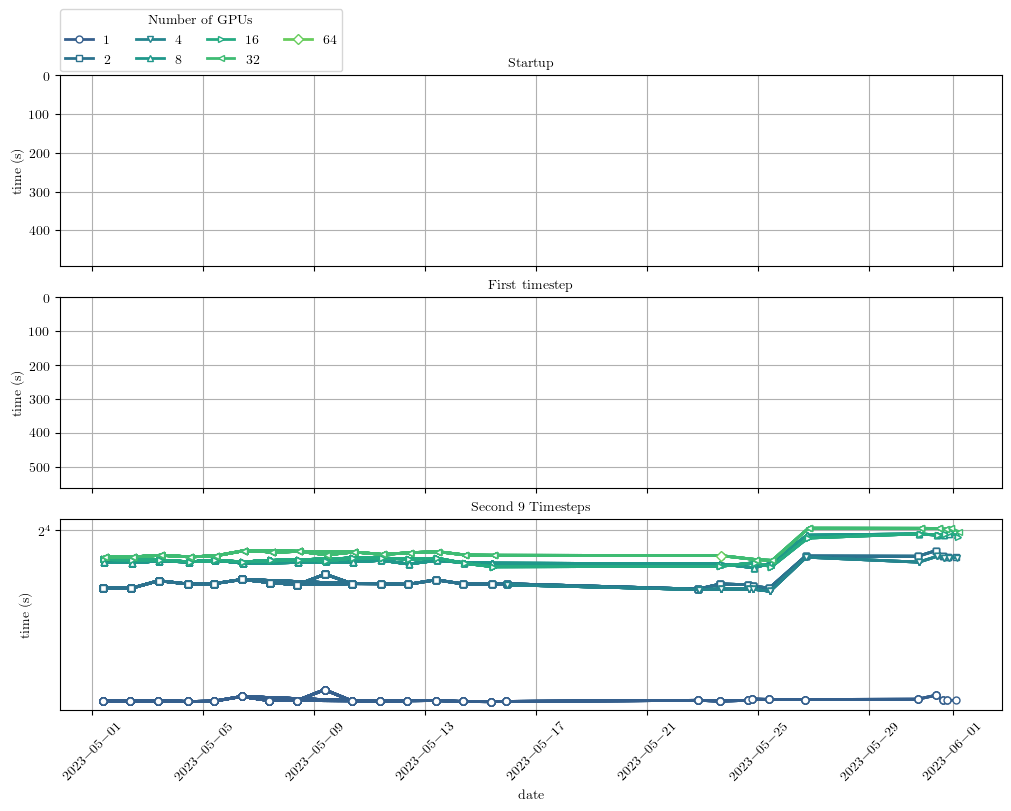 Number of GPUs
1 4 16 64
2 8 32
Startup
0
100
200
300
400
time (s)
First timestep
0
100
200
300
400
500
time (s)
Second 9 Timesteps
2⁴
time (s)
2023−05−01 2023−05−05 2023−05−09 2023−05−13 2023−05−17 2023−05−21 2023−05−25 2023−05−29 2023−06−01
date